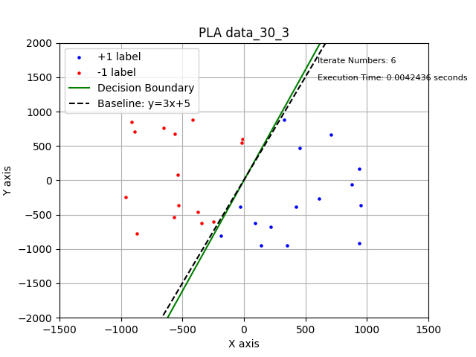 PLA data_30_3
+1 label
-1 label
Decision Boundary
Baseline: y=3x+5
Iterate Numbers: 6
Execution Time: 0.0042436 seconds
Y axis
2000
1500
1000
500
0
−500
−1000
−1500
−2000
−1500 −1000 −500 0 500 1000 1500
X axis